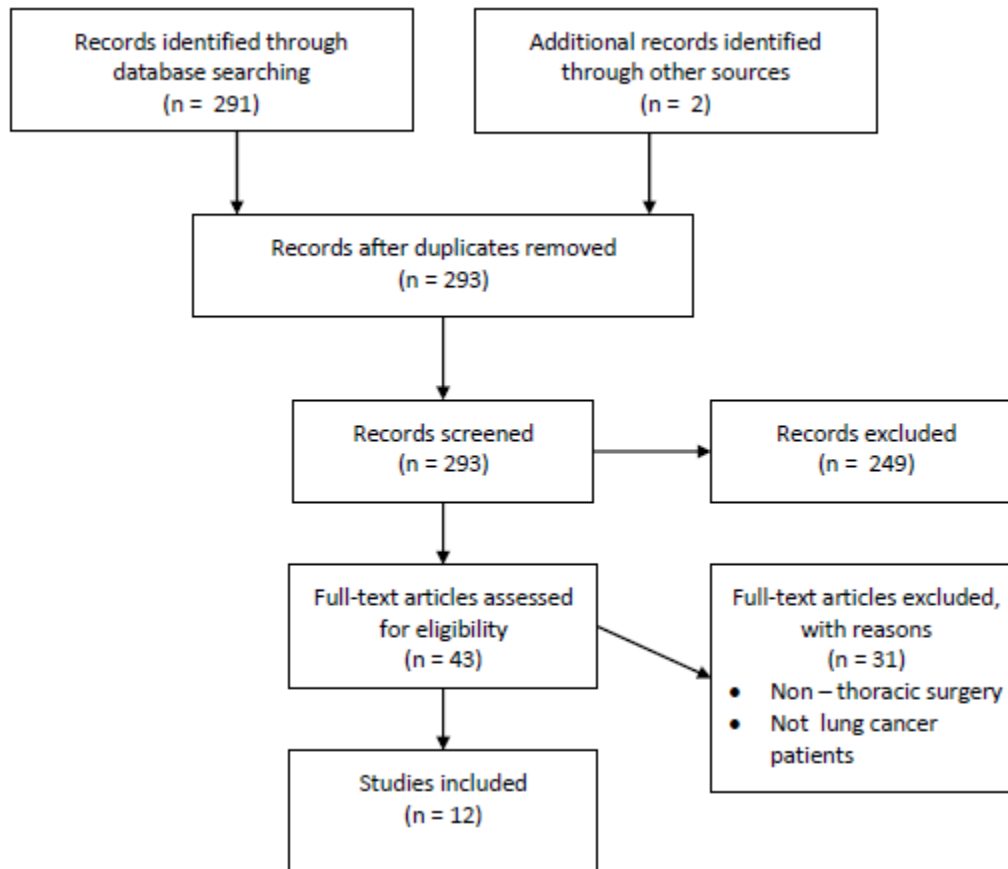 Records identified through
database searching
(n =  291)
Additional records identified
through other sources
(n =  2)
Records after duplicates removed
(n = 293)
Records screened
(n = 293)
Records excluded
(n =  249)
Full-text articles assessed
for eligibility
(n = 43)
Full-text articles excluded,
with reasons
(n = 31)
• Non – thoracic surgery
• Not  lung cancer
patients
Studies included
(n = 12)